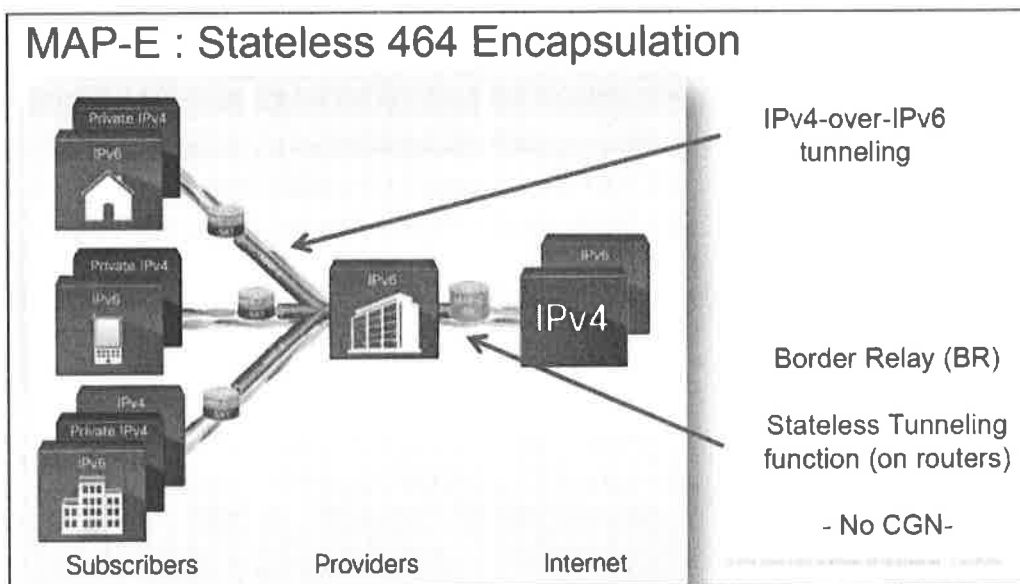 MAP-E : Stateless 464 Encapsulation
Private IPv4
IPv6
Private IPv4
IPv6
IPv4
Private IPv4
IPv6
IPv6
IPv6
IPv4
IPv4-over-IPv6
tunneling
Border Relay (BR)
Stateless Tunneling
function (on routers)
- No CGN-
Subscribers
Providers
Internet